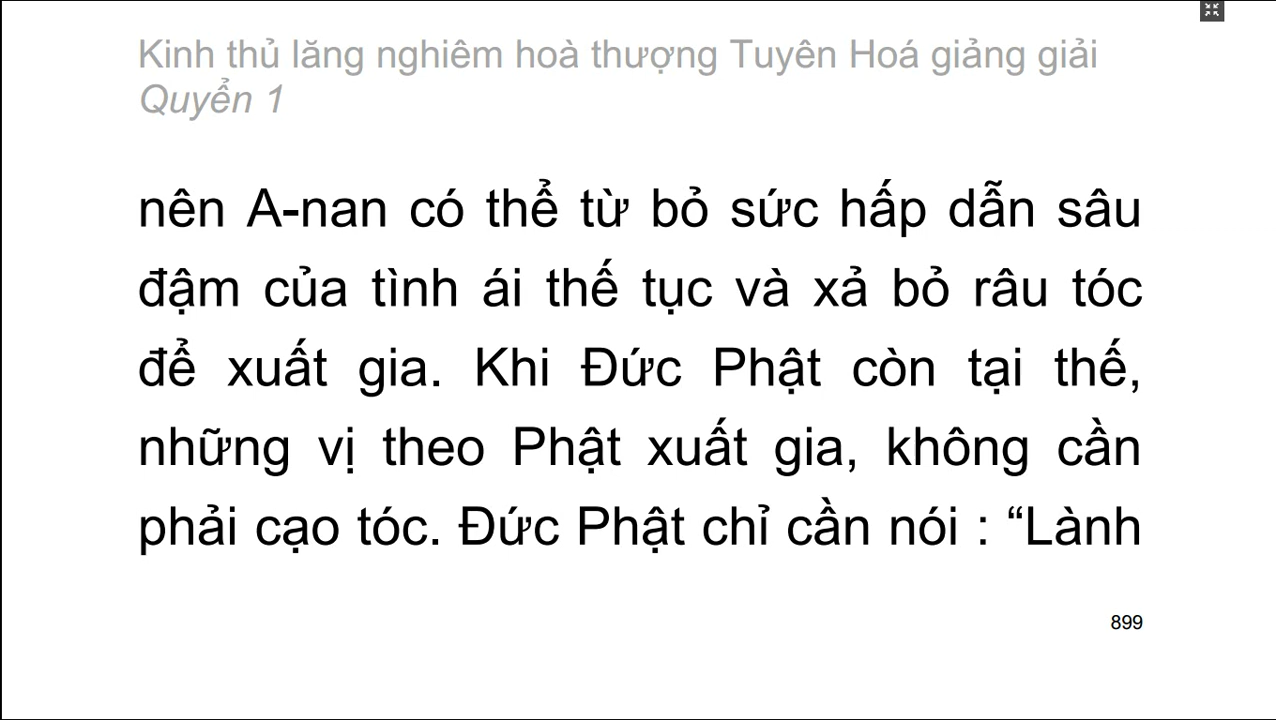 Kinh thủ lăng nghiêm hoà thượng Tuyên Hoá giảng giải
Quyển 1
nên A-nan có thể từ bỏ sức hấp dẫn sâu
đậm của tình ái thế tục và xả bỏ râu tóc
để xuất gia. Khi Đức Phật còn tại thế,
những vị theo Phật xuất gia, không cần
phải cạo tóc. Đức Phật chỉ cần nói : “Lành
899